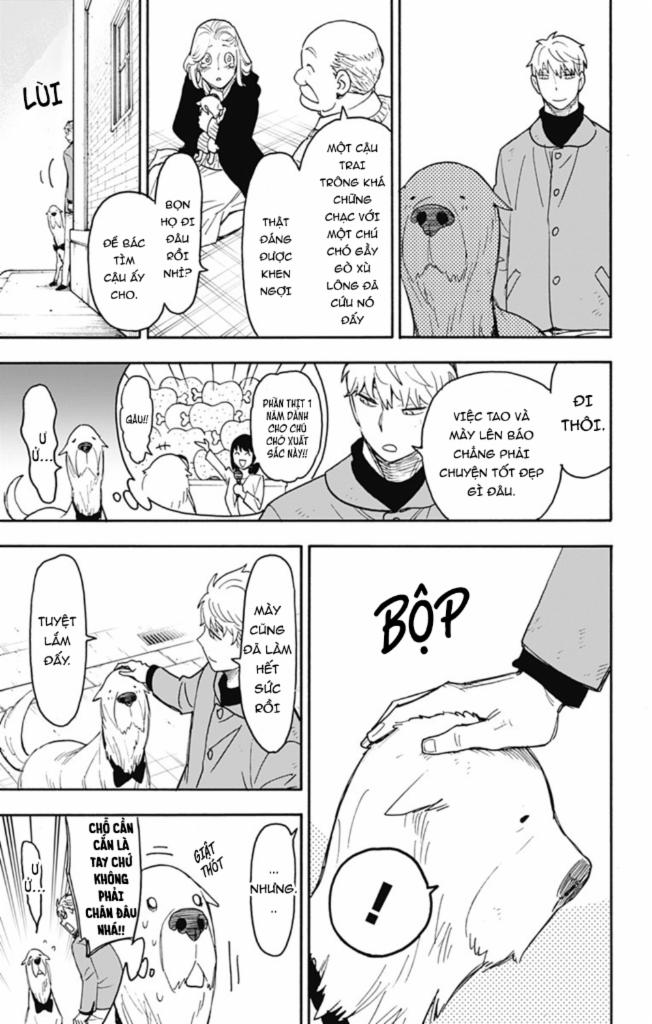 MỘT CẬU
TRAI
TRÔNG KHÁ
CHỮNG
CHẠC VỚI
MỘT CHÚ
CHÓ GẦY
GÒ XÙ
LÔNG ĐÃ
CỨU NÓ
ĐẤY
THẬT
ĐÁNG
ĐƯỢC
KHEN
NGỢI
BỌN
HỌ ĐI
ĐÂU
RỒI
NHỈ?
ĐỂ BÁC
TÌM
CẬU ẤY
CHO.
LÙI
ĐI
THÔI.
VIỆC TAO VÀ
MÀY LÊN BÁO
CHẲNG PHẢI
CHUYỆN TỐT ĐẸP
GÌ ĐÂU.
PHẦN THỊT 1
NĂM DÀNH
CHO CHÚ
CHÓ XUẤT
SẮC NÀY!!
GÂU!!
Ư
Ử...
BỘP
!
MÀY
CŨNG
ĐÃ LÀM
HẾT
SỨC RỒI
TUYỆT
LẮM
ĐẤY.
...
NHƯNG.
..
GIẬT
THÓT
CHỖ CẦN
CẮN LÀ
TAY CHỨ
KHÔNG
PHẢI
CHÂN ĐÂU
NHÁ!!
Ư
Ử...